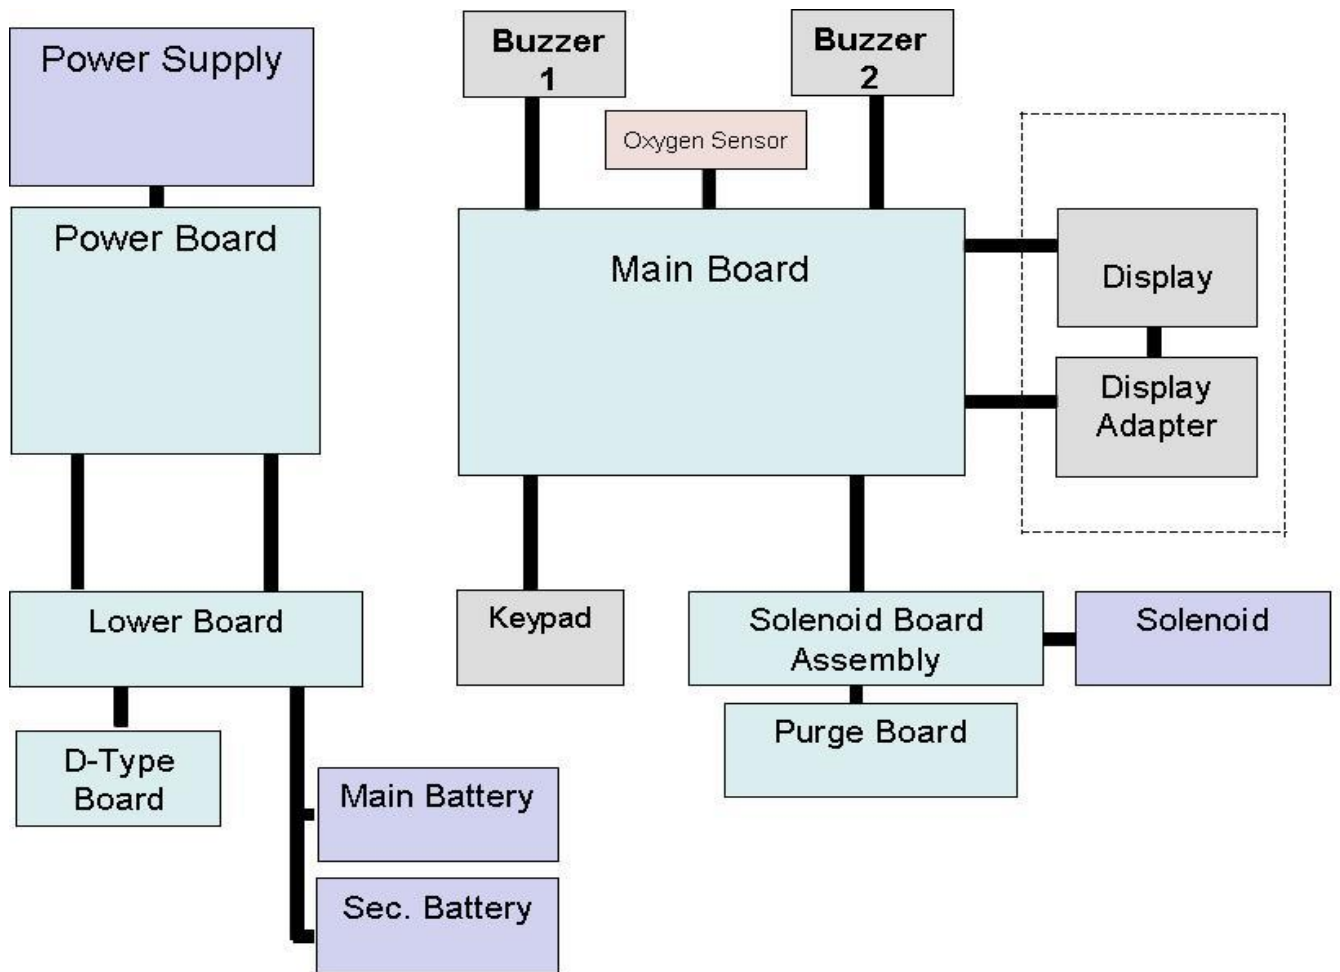 Power Supply
Buzzer
1
Buzzer
2
Oxygen Sensor
Power Board
Main Board
Display
Display
Adapter
Lower Board
Keypad
Solenoid Board
Assembly
Solenoid
D-Type
Board
Purge Board
Main Battery
Sec. Battery